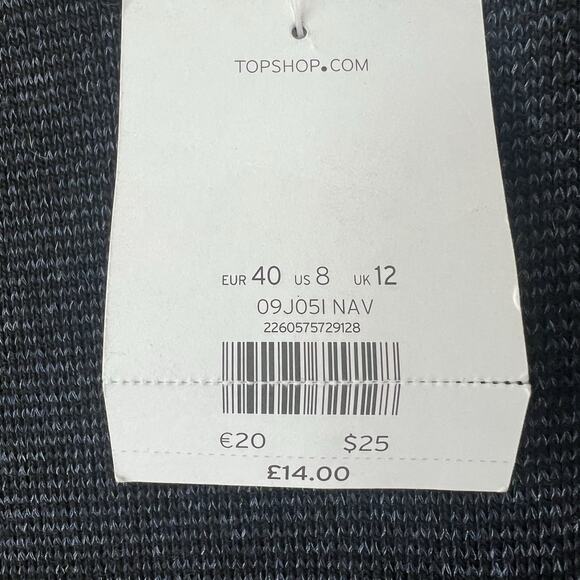 TOPSHOP.COM
EUR 40 US 8 UK 12
09J05I NAV
2260575729128
€20 $25
£14.00